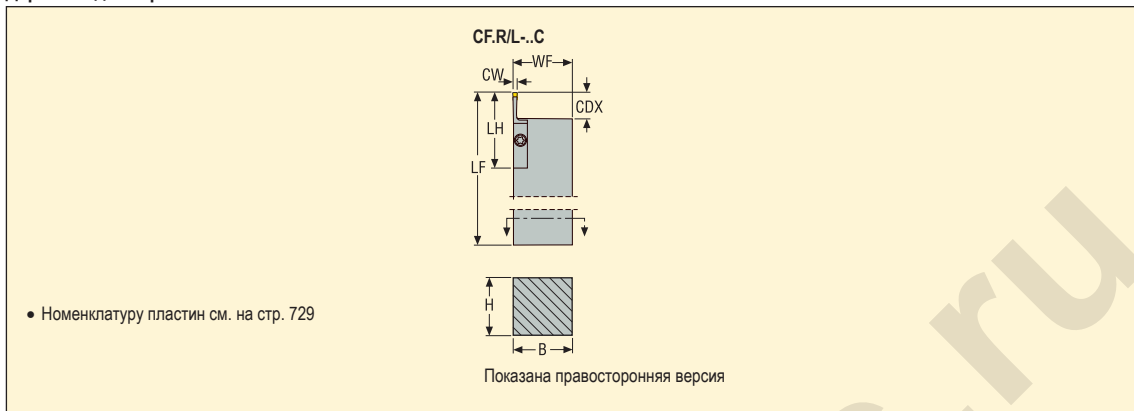 CF.R/L-..C
WF
CW
CDX
LH
LF
H
• Номенклатуру пластин см. на стр. 729
B
Показана правосторонняя версия